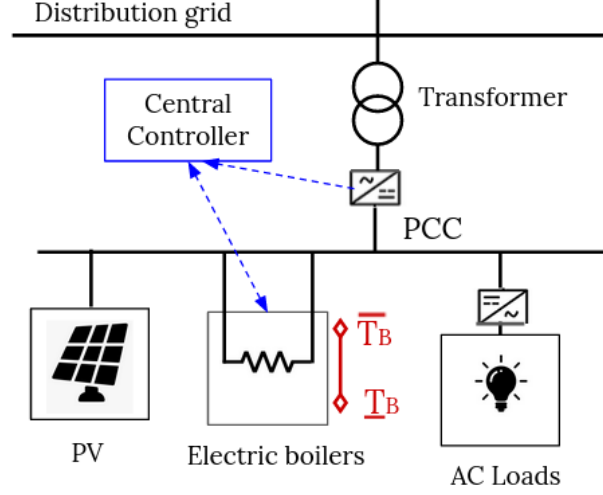 Distribution grid
Central
Controller
Transformer
PCC
T̅B
T̲B
PV
Electric boilers
AC Loads